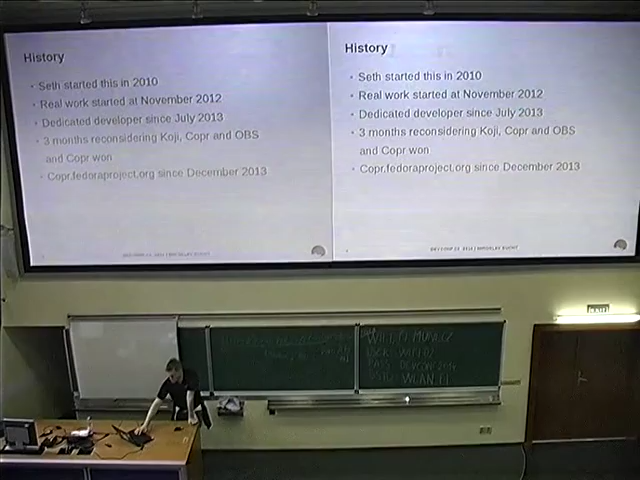 History
• Seth started this in 2010
• Real work started at November 2012
• Dedicated developer since July 2013
• 3 months reconsidering Koji, Copr and OBS
and Copr won
• Copr.fedoraproject.org since December 2013
History
• Seth started this in 2010
• Real work started at November 2012
• Dedicated developer since July 2013
• 3 months reconsidering Koji, Copr and OBS
and Copr won
• Copr.fedoraproject.org since December 2013